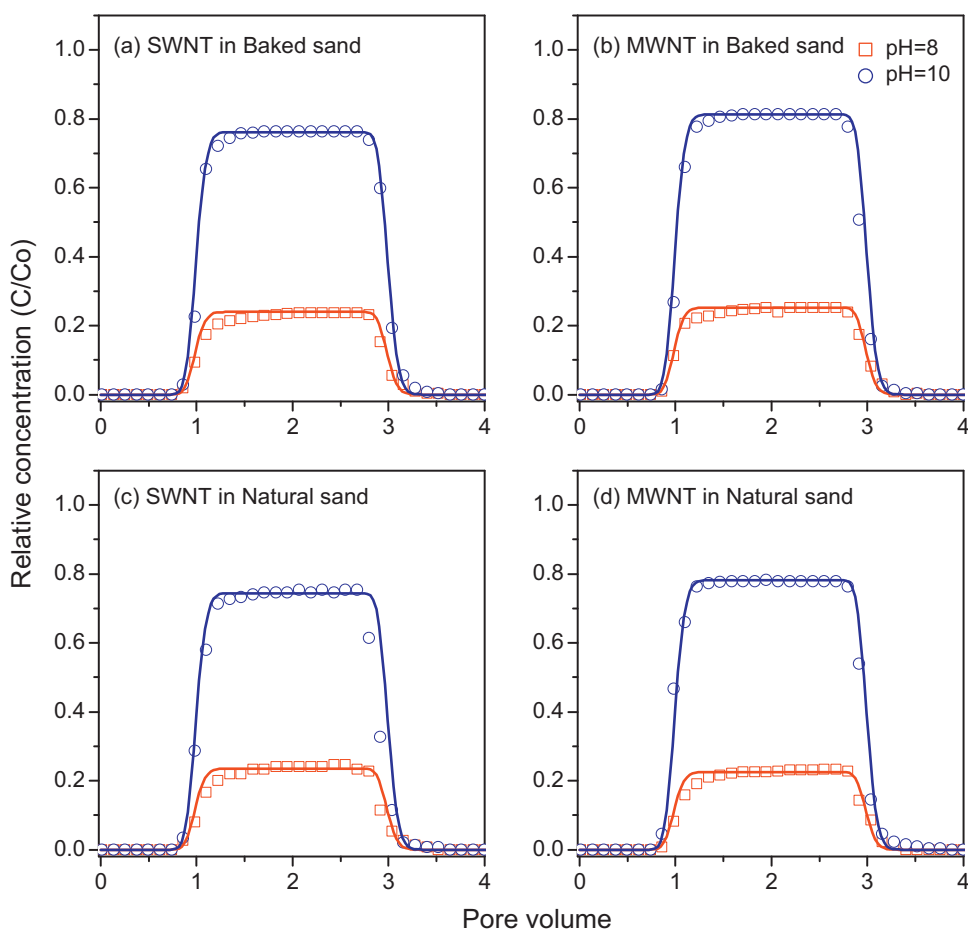 (a) SWNT in Baked sand
(b) MWNT in Baked sand
pH=8
pH=10
1.0
0.8
0.6
0.4
0.2
0.0
0 1 2 3 4
1.0
0.8
0.6
0.4
0.2
0.0
0 1 2 3 4
(c) SWNT in Natural sand
(d) MWNT in Natural sand
1.0
0.8
0.6
0.4
0.2
0.0
0 1 2 3 4
1.0
0.8
0.6
0.4
0.2
0.0
0 1 2 3 4
Relative concentration (C/Co)
Pore volume